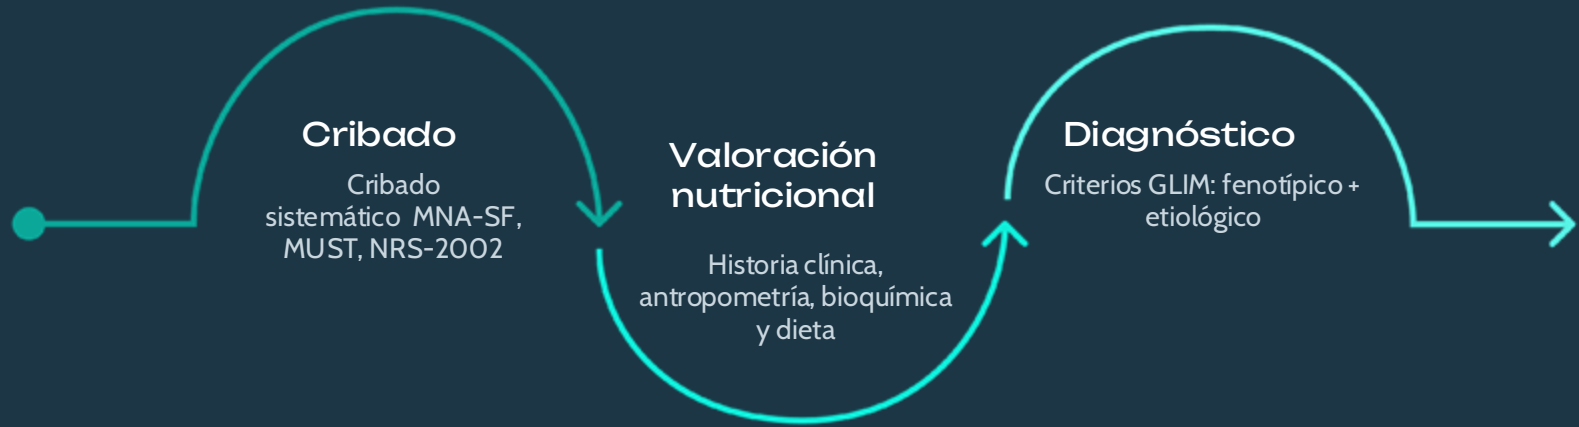 Cribado
Cribado
sistemático MNA-SF,
MUST, NRS-2002
Valoración
nutricional
Historia clínica,
antropometría, bioquímica
y dieta
Diagnóstico
Criterios GLIM: fenotípico +
etiológico